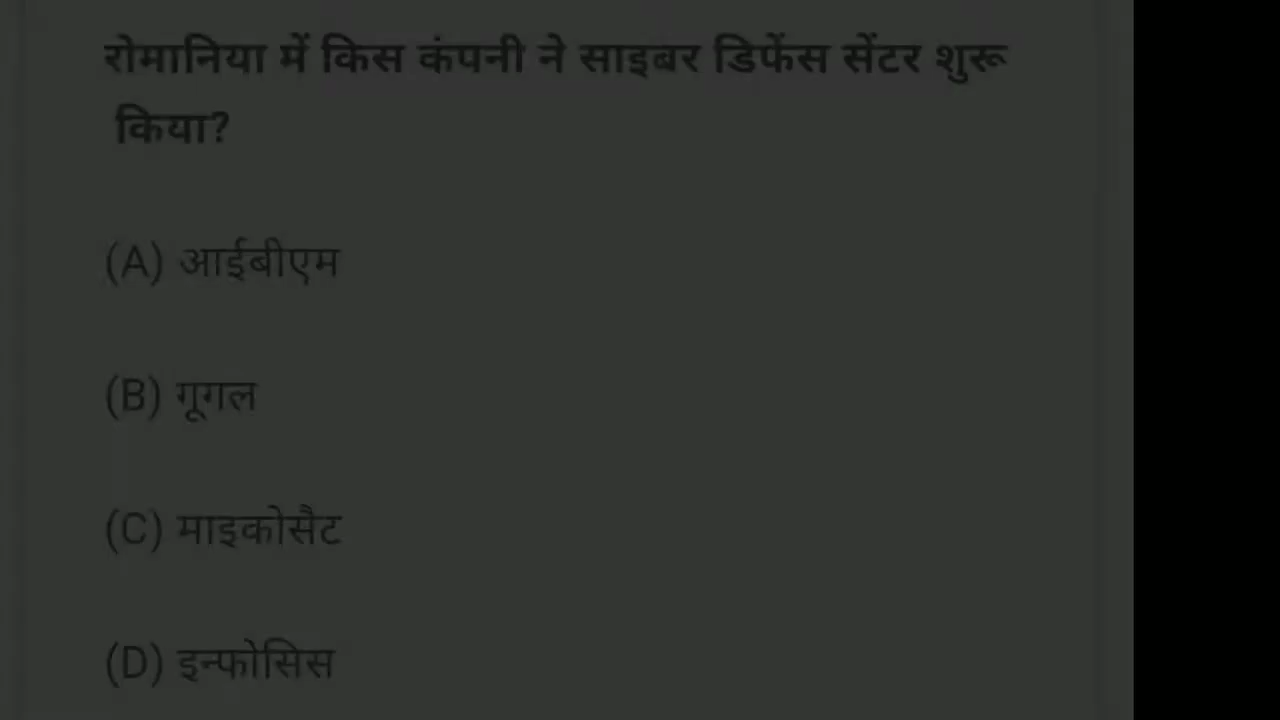 रोमानिया में किस कंपनी ने साइबर डिफेंस सेंटर शुरू
किया?
(A) आईबीएम
(B) गूगल
(C) माइकोसैट
(D) इन्फोसिस